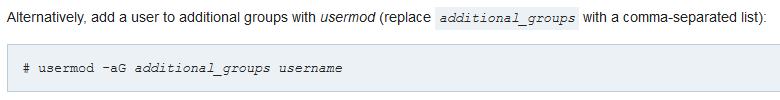 Alternatively, add a user to additional groups with usermod (replace additional_groups with a comma-separated list):
# usermod -aG additional_groups username